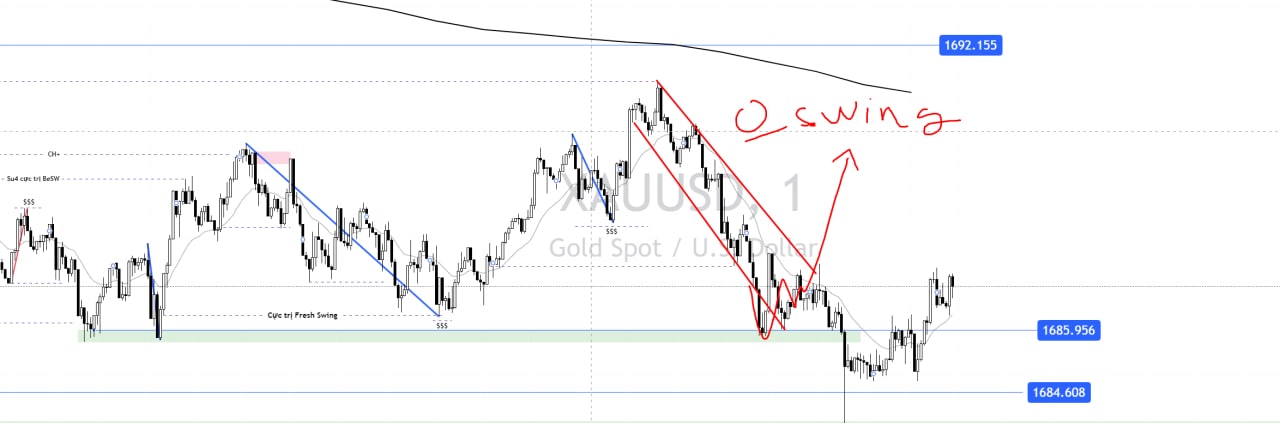 1692.155
O swing
CH+
Su4 cực trị BeSW
$$$
XAUUSD, 1
$$$
Gold Spot / U.S. Dollar
Cực trị Fresh Swing
$$$
1685.956
1684.608